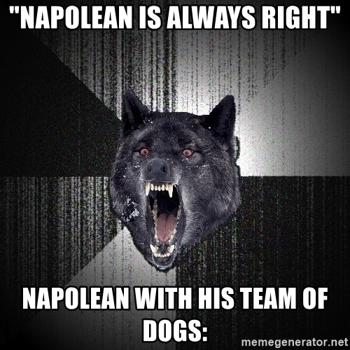 "NAPOLEAN IS ALWAYS RIGHT"
NAPOLEAN WITH HIS TEAM OF
DOGS:
memegenerator.net